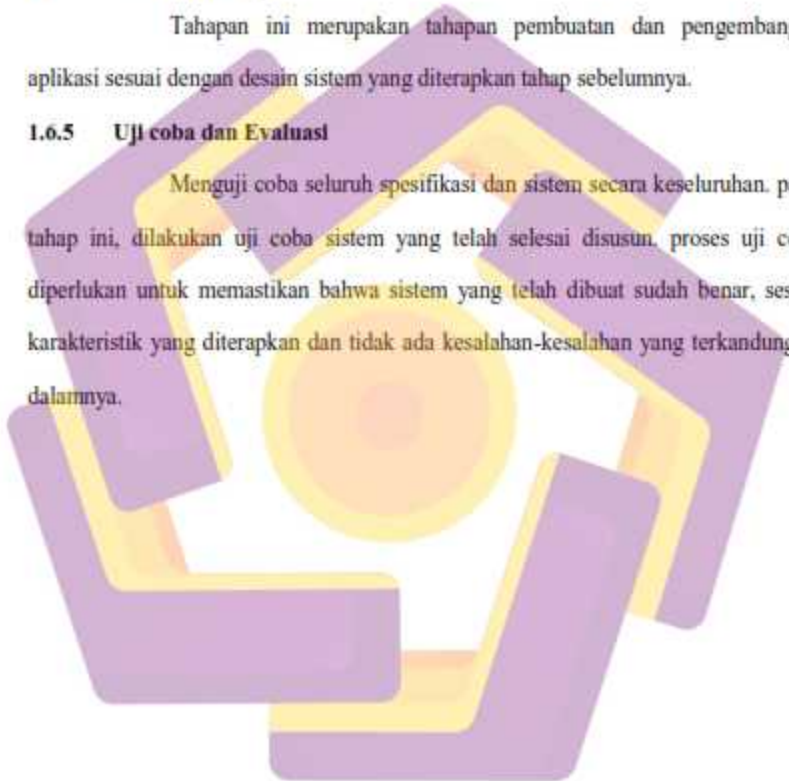 Tahapan ini merupakan tahapan pembuatan dan pengembang
aplikasi sesuai dengan desain sistem yang diterapkan tahap sebelumnya.
1.6.5 Uji coba dan Evaluasi
Menguji coba seluruh spesifikasi dan sistem secara keseluruhan. p
tahap ini, dilakukan uji coba sistem yang telah selesai disusun. proses uji c
diperlukan untuk memastikan bahwa sistem yang telah dibuat sudah benar, ses
karakteristik yang diterapkan dan tidak ada kesalahan-kesalahan yang terkandung
dalamnya.